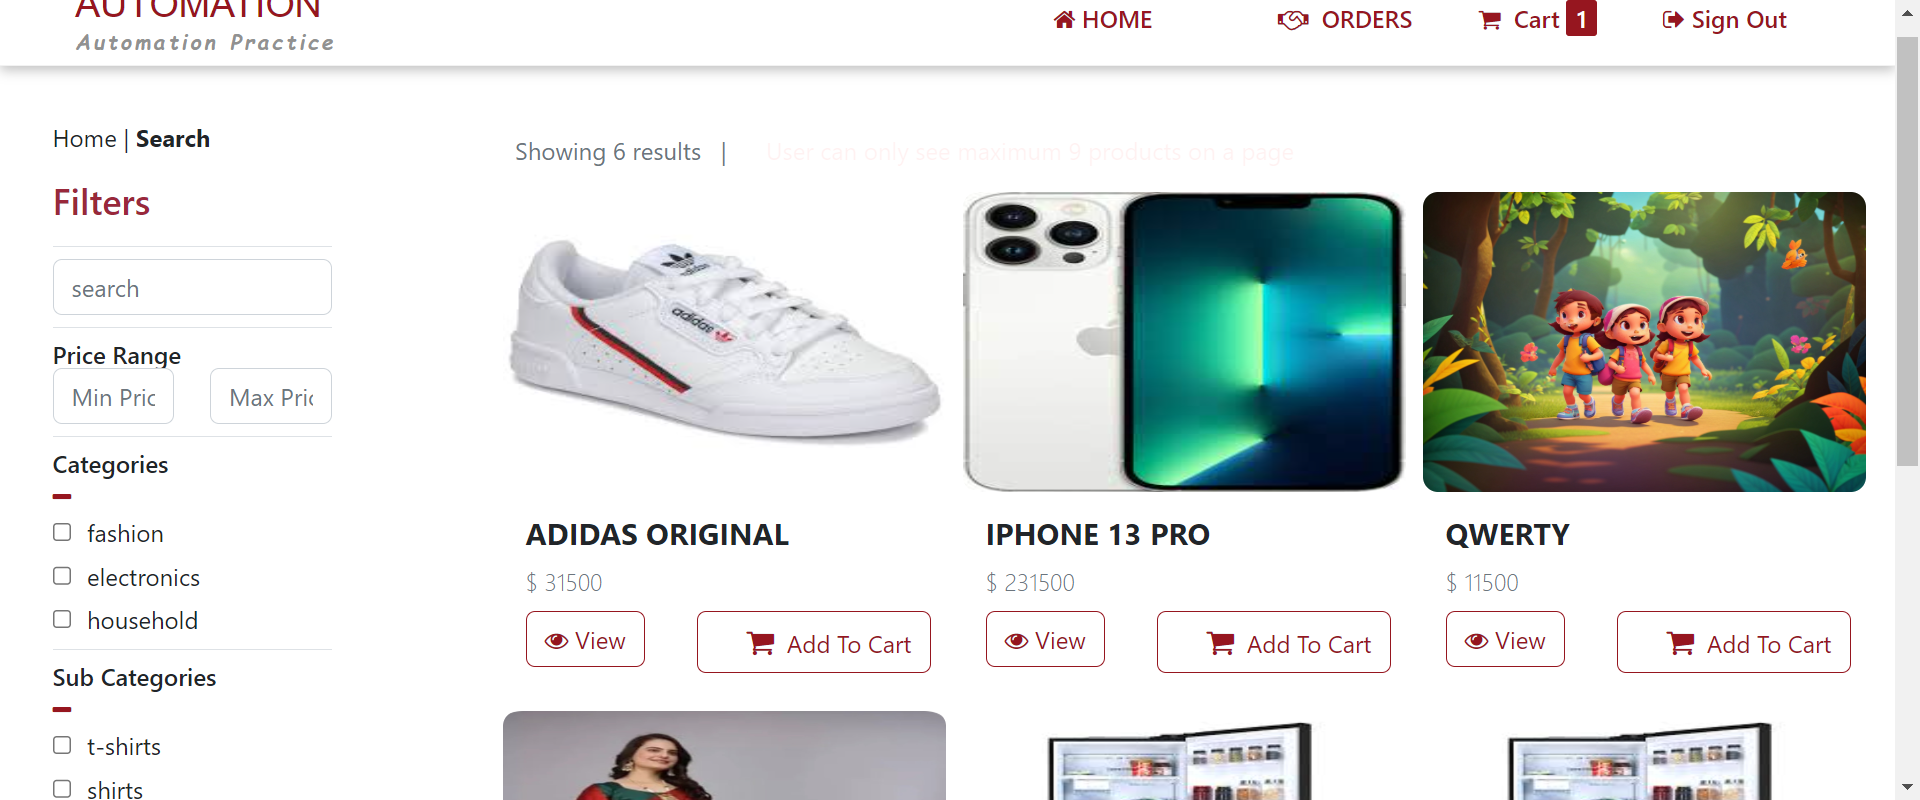 AUTOMATION
Automation Practice
HOME
ORDERS
Cart 1
Sign Out
Home | Search
Filters
search
Price Range
Min Pric
Max Pric
Categories
fashion
electronics
household
Sub Categories
t-shirts
shirts
Showing 6 results |
User can only see maximum 9 products on a page
adidas
adidas
ADIDAS ORIGINAL
$ 31500
View
Add To Cart
IPHONE 13 PRO
$ 231500
View
Add To Cart
QWERTY
$ 11500
View
Add To Cart